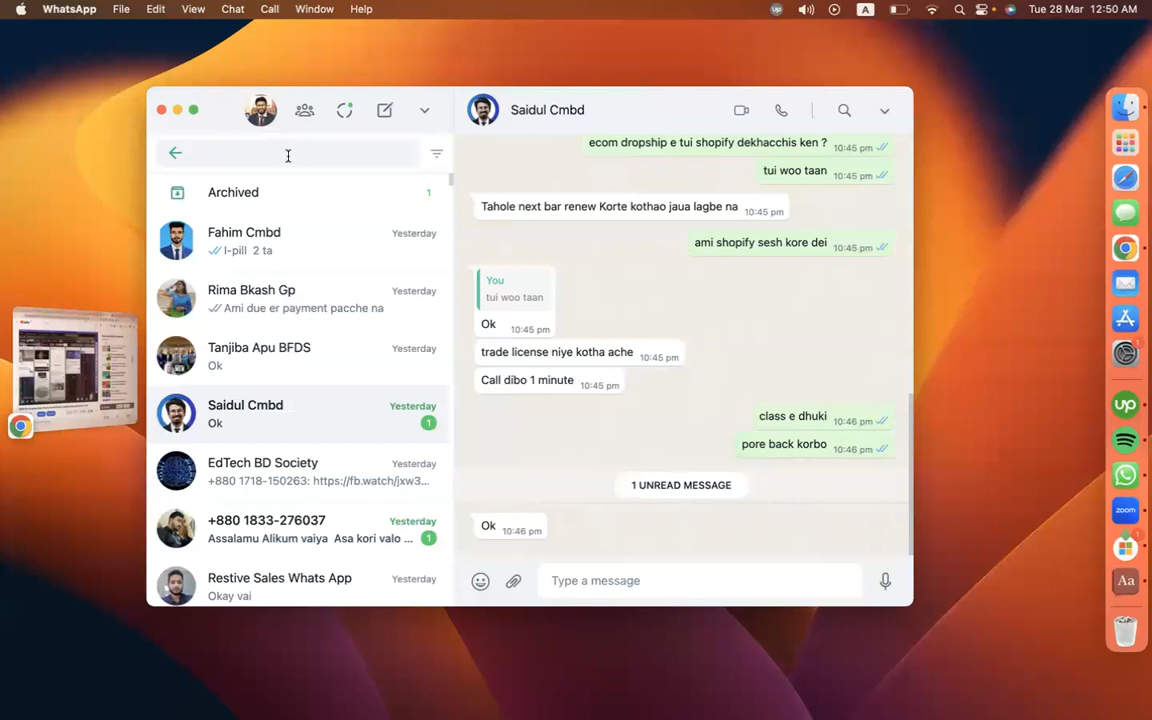 WhatsApp File Edit View Chat Call Window Help
up A Tue 28 Mar 12:50 AM
Saidul Cmbd
Archived 1
Fahim Cmbd Yesterday
I-pill 2 ta
Rima Bkash Gp Yesterday
Ami due er payment pacche na
Tanjiba Apu BFDS Yesterday
Ok
Saidul Cmbd Yesterday
Ok 1
EdTech BD Society Yesterday
+880 1718-150263: https://fb.watch/jxw3...
+880 1833-276037 Yesterday
Assalamu Alikum vaiya Asa kori valo ... 1
Restive Sales Whats App Yesterday
Okay vai
ecom dropship e tui shopify dekhacchis ken ? 10:45 pm
tui woo taan 10:45 pm
Tahole next bar renew Korte kothao jaua lagbe na 10:45 pm
ami shopify sesh kore dei 10:45 pm
You
tui woo taan
Ok 10:45 pm
trade license niye kotha ache 10:45 pm
Call dibo 1 minute 10:45 pm
class e dhuki 10:46 pm
pore back korbo 10:46 pm
1 UNREAD MESSAGE
Ok 10:46 pm
Type a message
1
up
zoom
1
Aa